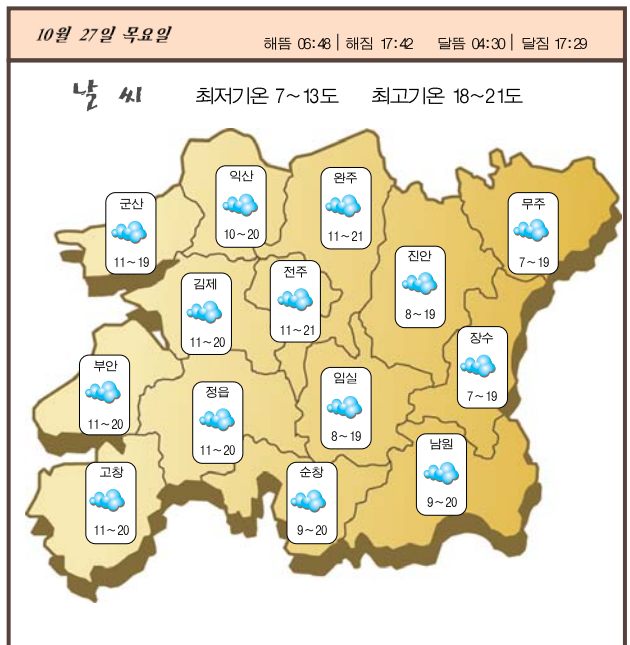 10월 27일 목요일
해뜸 06:48 | 해짐 17:42 달뜸 04:30 | 달짐 17:29
날씨 최저기온 7~13도 최고기온 18~21도
익산
10~20
완주
11~21
군산
11~19
무주
7~19
진안
8~19
전주
11~21
김제
11~20
장수
7~19
부안
11~20
임실
8~19
정읍
11~20
남원
9~20
고창
11~20
순창
9~20